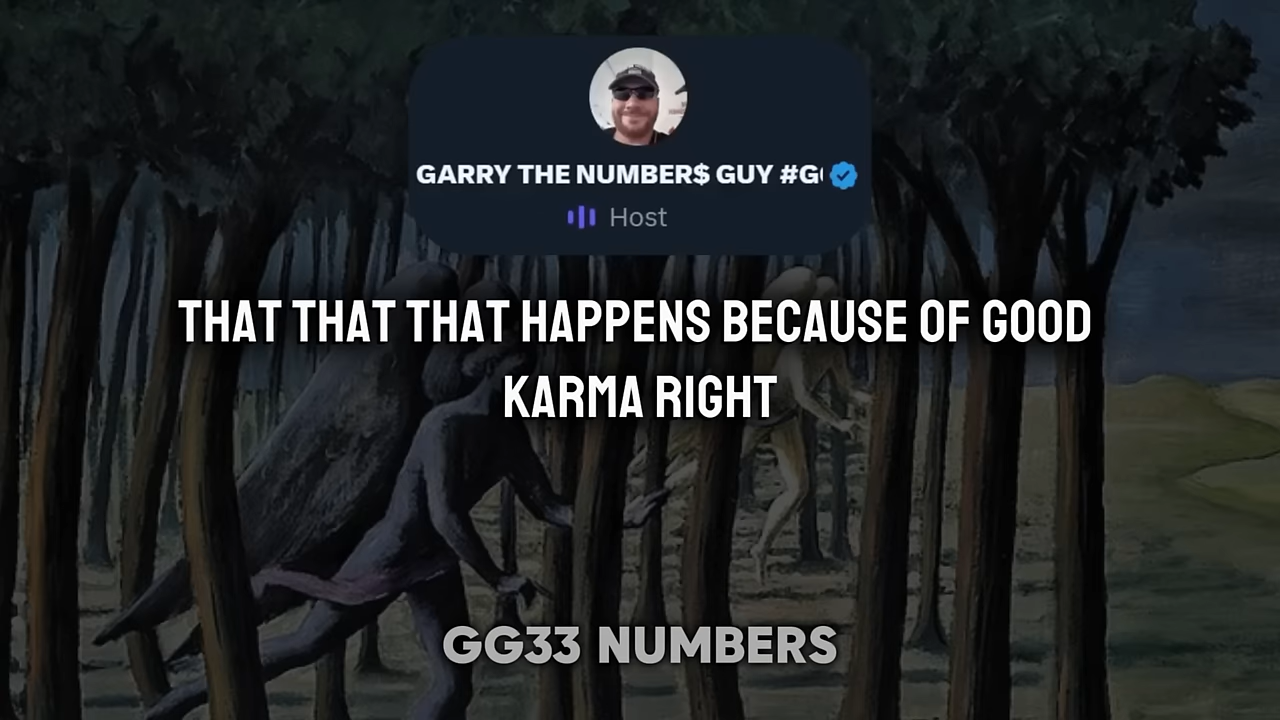 GARRY THE NUMBER$ GUY #G
Host
THAT THAT THAT HAPPENS BECAUSE OF GOOD
KARMA RIGHT
GG33 NUMBERS